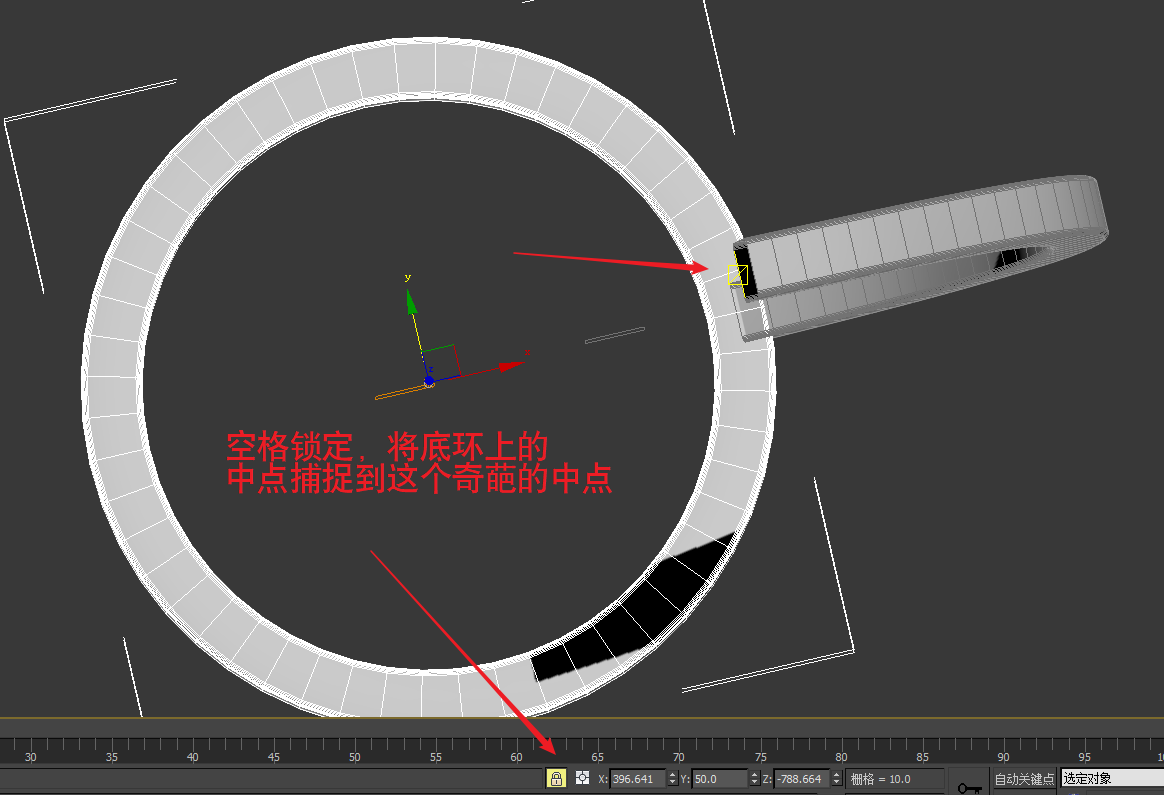 y
z
空格锁定，将底环上的
中点捕捉到这个奇葩的中点
30 35 40 45 50 55 60 65 70 75 80 85 90 95
X: 396.641 Y: 50.0 Z: -788.664 栅格 = 10.0 自动关键点 选定对象